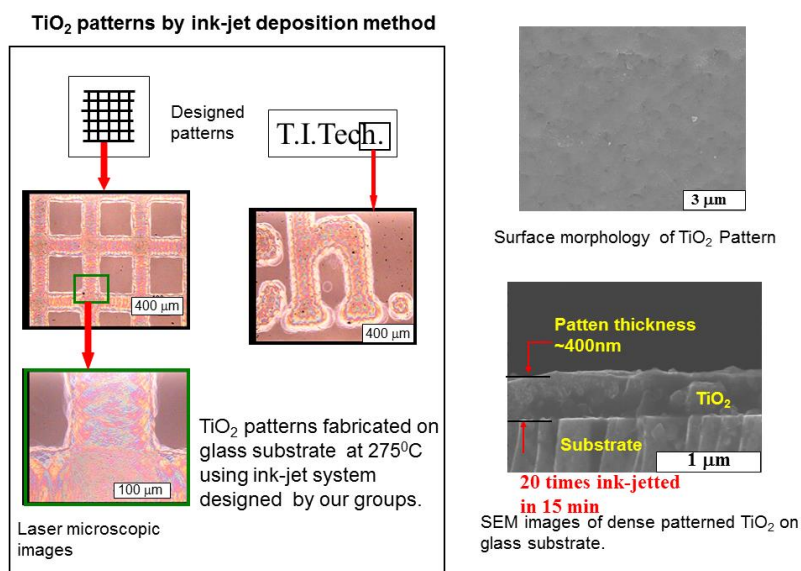 TiO₂ patterns by ink-jet deposition method
Designed
patterns
T.I.Tech.
400 μm
400 μm
100 μm
TiO₂ patterns fabricated on
glass substrate at 275⁰C
using ink-jet system
designed by our groups.
Laser microscopic
images
3 μm
Surface morphology of TiO₂ Pattern
Patten thickness
~400nm
TiO₂
Substrate
1 μm
20 times ink-jetted
in 15 min
SEM images of dense patterned TiO₂ on
glass substrate.